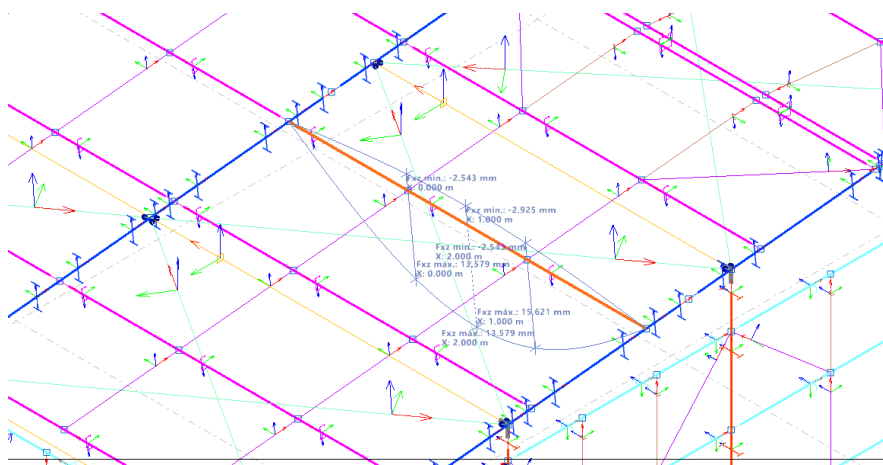 Fxz mín.: -2.543 mm
X: 0.000 m
Fxz mín.: -2.925 mm
X: 1.000 m
Fxz mín.: -2.543 mm
X: 2.000 m
Fxz máx.: 13.579 mm
X: 0.000 m
Fxz máx.: 15.621 mm
X: 1.000 m
Fxz máx.: 13.579 mm
X: 2.000 m